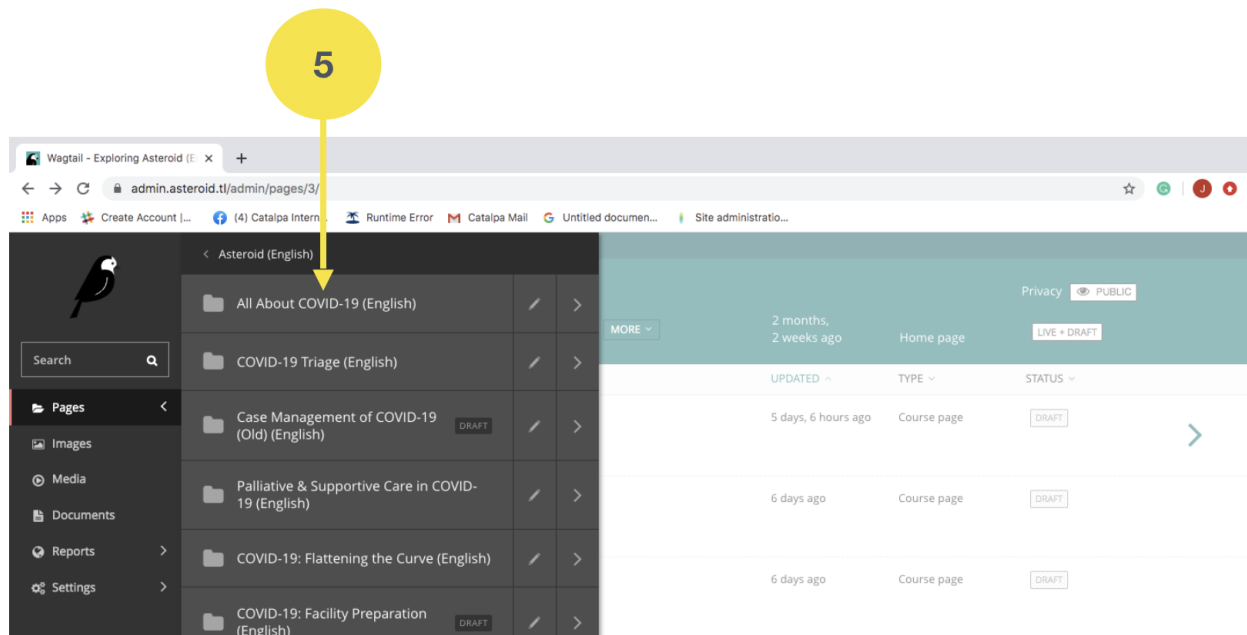 5
Wagtail - Exploring Asteroid (E
admin.asteroid.tl/admin/pages/3/
Apps
Create Account |...
(4) Catalpa Intern...
Runtime Error
Catalpa Mail
Untitled documen...
Site administratio...
J
Asteroid (English)
All About COVID-19 (English)
COVID-19 Triage (English)
Case Management of COVID-19
(Old) (English)
DRAFT
Palliative & Supportive Care in COVID-
19 (English)
COVID-19: Flattening the Curve (English)
COVID-19: Facility Preparation
(English)
DRAFT
Search
Pages
Images
Media
Documents
Reports
Settings
Privacy
PUBLIC
MORE
2 months,
2 weeks ago
Home page
LIVE + DRAFT
UPDATED
TYPE
STATUS
5 days, 6 hours ago
Course page
DRAFT
6 days ago
Course page
DRAFT
6 days ago
Course page
DRAFT